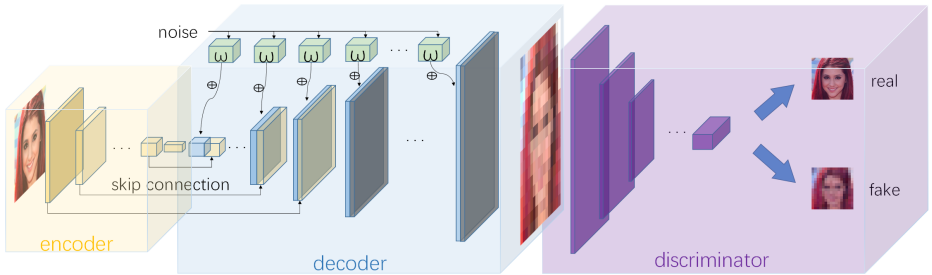 noise
ω ω ω ω ω
⊕ ⊕ ⊕ ⊕ ⊕
real
. . .
skip connection
fake
encoder
decoder
discriminator